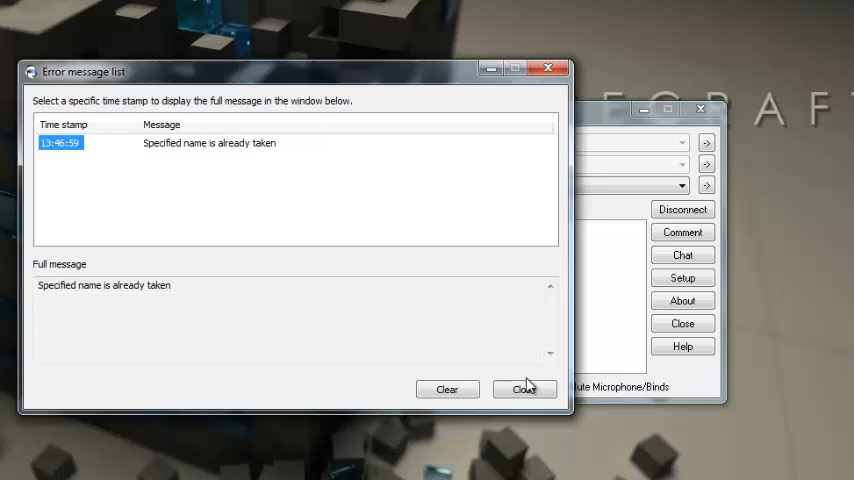 Error message list
Select a specific time stamp to display the full message in the window below.
Time stamp Message
13:46:59 Specified name is already taken
Full message
Specified name is already taken
Clear
Disconnect
Comment
Chat
Setup
About
Close
Help
Microphone/Binds